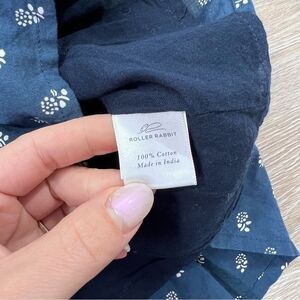 ROLLER RABBIT
100% Cotton
Made in India